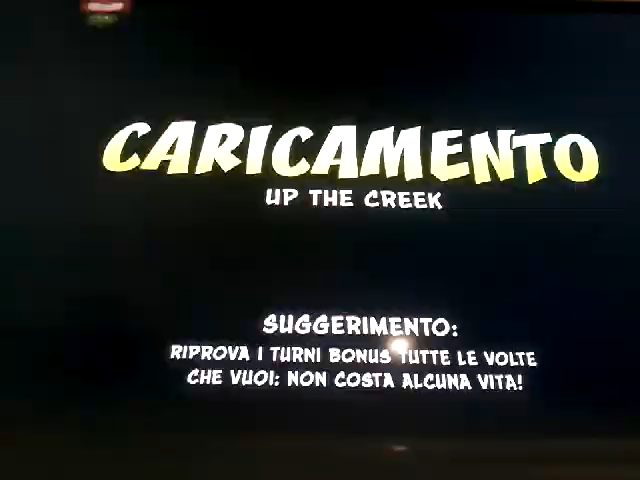 CARICAMENTO
UP THE CREEK
SUGGERIMENTO:
RIPROVA I TURNI BONUS TUTTE LE VOLTE
CHE VUOI: NON COSTA ALCUNA VITA!